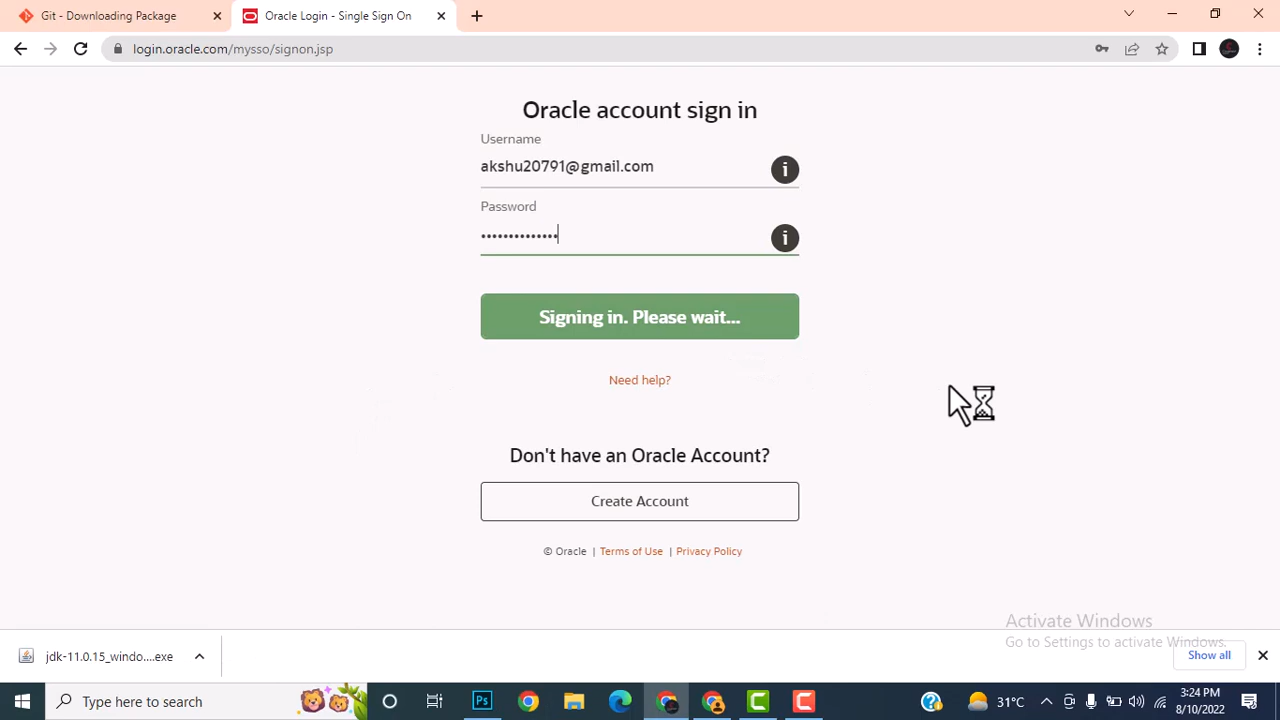 Git - Downloading Package
Oracle Login - Single Sign On
login.oracle.com/mysso/signon.jsp
Oracle account sign in
Username
akshu20791@gmail.com
Password
••••••••••••••
Signing in. Please wait...
Need help?
Don't have an Oracle Account?
Create Account
© Oracle | Terms of Use | Privacy Policy
Activate Windows
Go to Settings to activate Windows.
jdk-11.0.15_windo....exe
Show all
Type here to search
31°C
3:24 PM
8/10/2022